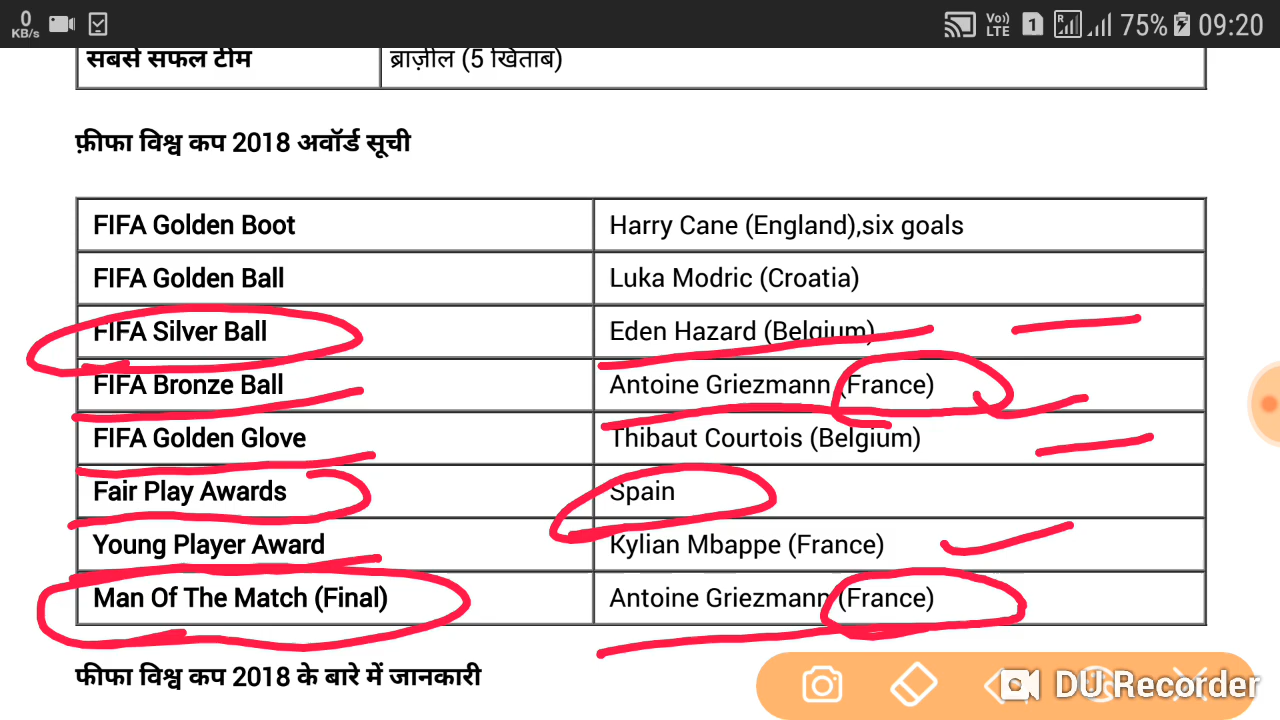 0 KB/s VoI) LTE 1 R 75% 09:20
सबसे सफल टीम ब्राज़ील (5 खिताब)
फ़ीफा विश्व कप 2018 अवॉर्ड सूची
FIFA Golden Boot Harry Cane (England),six goals
FIFA Golden Ball Luka Modric (Croatia)
FIFA Silver Ball Eden Hazard (Belgium)
FIFA Bronze Ball Antoine Griezmann (France)
FIFA Golden Glove Thibaut Courtois (Belgium)
Fair Play Awards Spain
Young Player Award Kylian Mbappe (France)
Man Of The Match (Final) Antoine Griezmann (France)
फीफा विश्व कप 2018 के बारे में जानकारी
DU Recorder